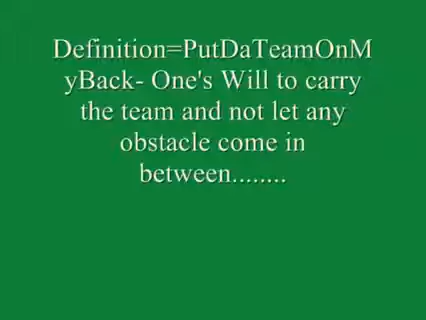 Definition=PutDaTeamOnM
yBack- One's Will to carry
the team and not let any
obstacle come in
between........